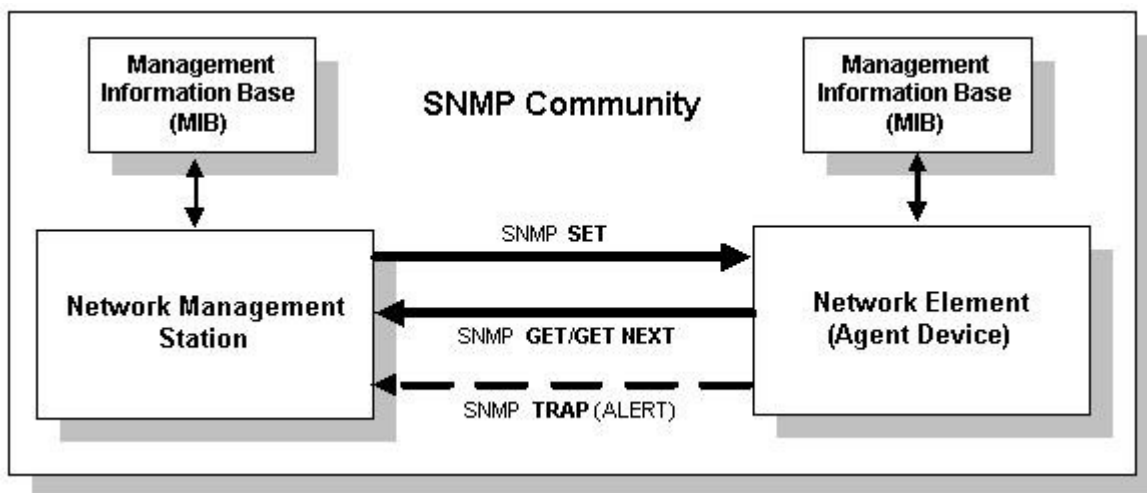 Management
Information Base
(MIB)
SNMP Community
Management
Information Base
(MIB)
SNMP SET
Network Management
Station
Network Element
(Agent Device)
SNMP GET/GET NEXT
SNMP TRAP (ALERT)